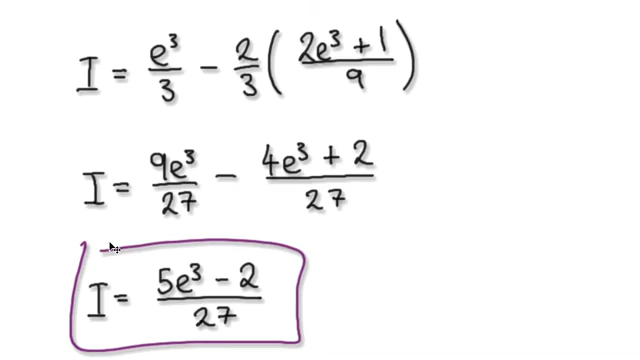 I = e³/3 - 2/3 ( (2e³ + 1)/9 )
I = 9e³/27 - (4e³ + 2)/27
I = (5e³ - 2)/27